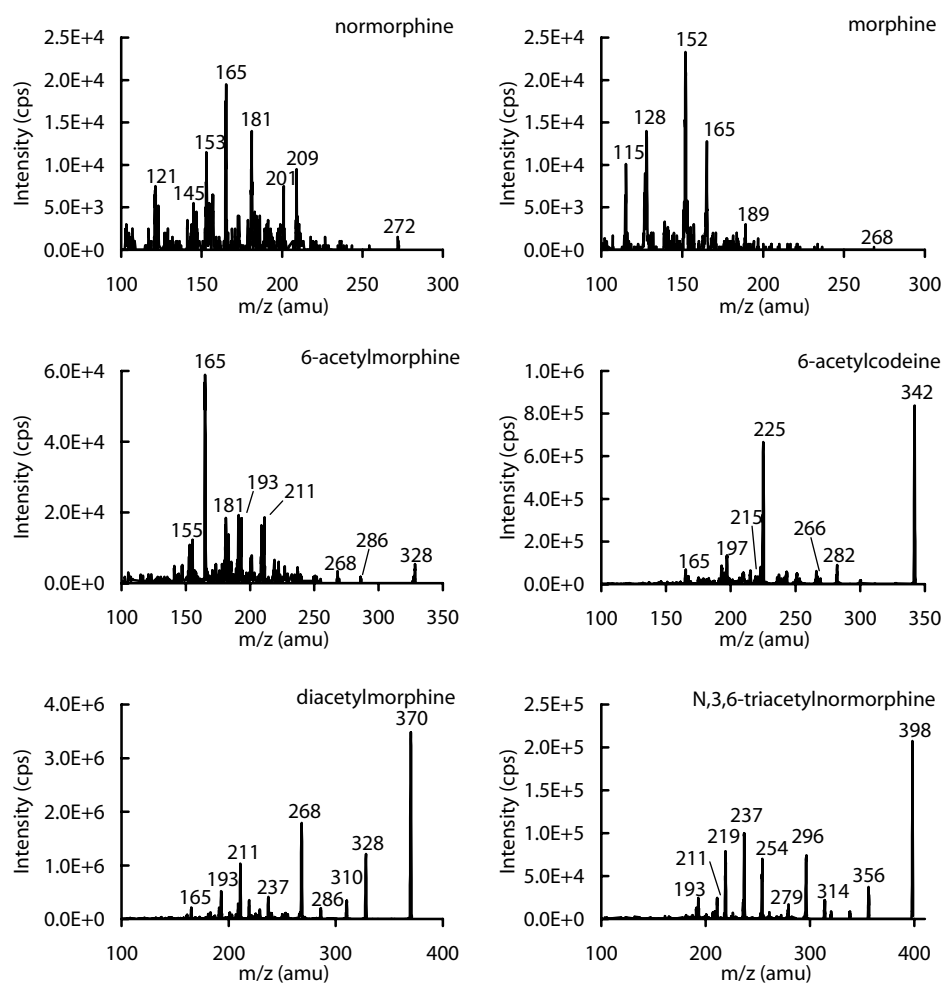 normorphine
Intensity (cps)
2.5E+4
2.0E+4
1.5E+4
1.0E+4
5.0E+3
0.0E+0
165
181
153
121
145
201
209
272
100 150 200 250 300
m/z (amu)
morphine
Intensity (cps)
2.5E+4
2.0E+4
1.5E+4
1.0E+4
5.0E+3
0.0E+0
152
128
165
115
189
268
100 150 200 250 300
m/z (amu)
6-acetylmorphine
Intensity (cps)
6.0E+4
4.0E+4
2.0E+4
0.0E+0
165
193
181
211
155
286
268
328
100 150 200 250 300 350
m/z (amu)
6-acetylcodeine
Intensity (cps)
1.0E+6
8.0E+5
6.0E+5
4.0E+5
2.0E+5
0.0E+0
342
225
215
266
165
197
282
100 150 200 250 300 350
m/z (amu)
diacetylmorphine
Intensity (cps)
4.0E+6
3.0E+6
2.0E+6
1.0E+6
0.0E+0
370
268
328
211
193
310
237
165
286
100 200 300 400
m/z (amu)
N,3,6-triacetylnormorphine
Intensity (cps)
2.5E+5
2.0E+5
1.5E+5
1.0E+5
5.0E+4
0.0E+0
398
237
219
254
296
211
356
193
279
314
100 200 300 400
m/z (amu)